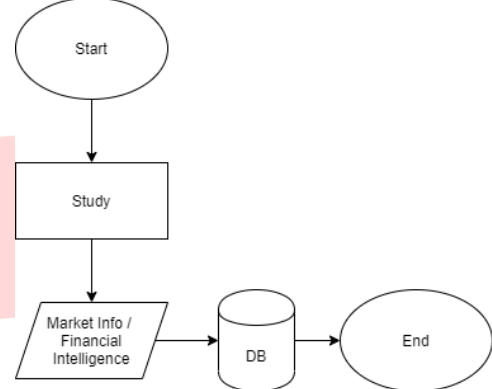 Start
Study
Market Info /
Financial
Intelligence
DB
End